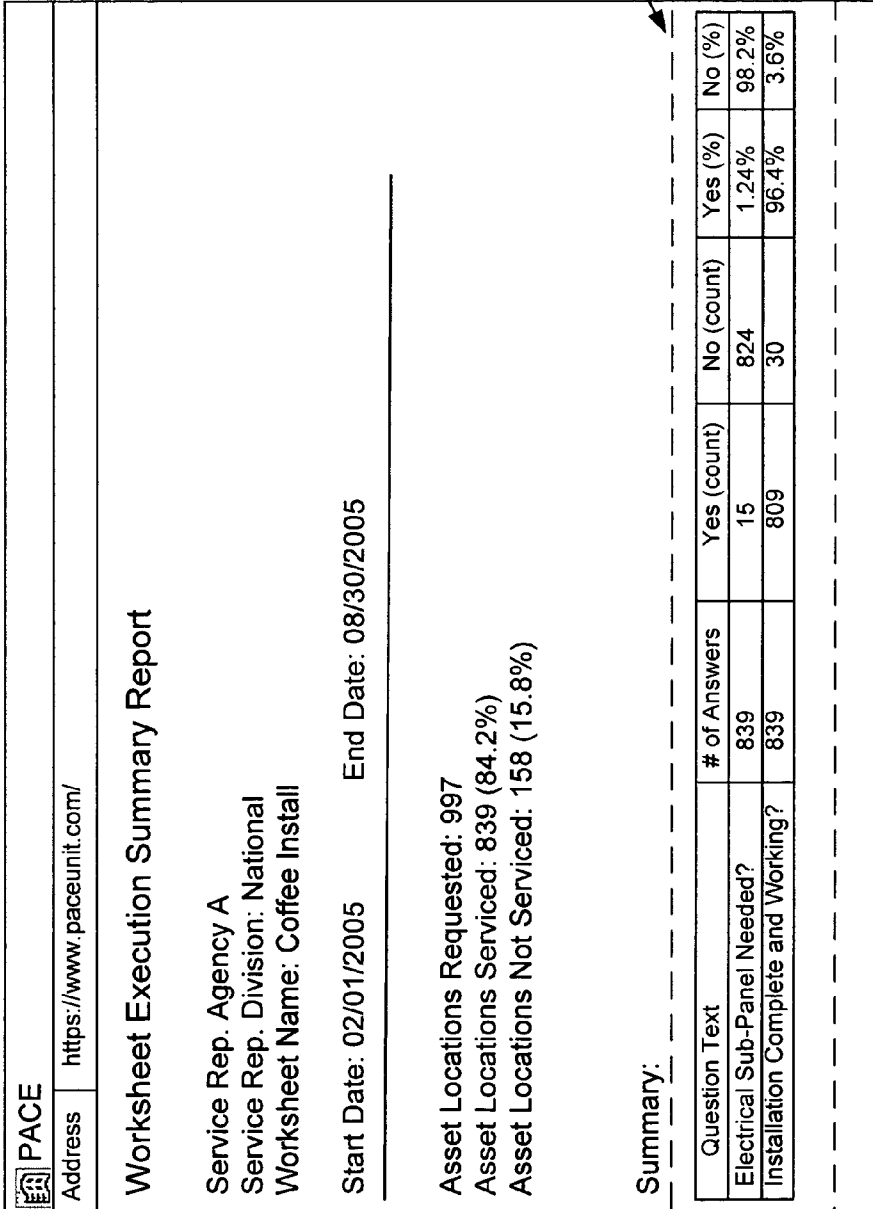 PACE
Address https://www.paceunit.com/
Worksheet Execution Summary Report
Service Rep. Agency A
Service Rep. Division: National
Worksheet Name: Coffee Install
Start Date: 02/01/2005 End Date: 08/30/2005
Asset Locations Requested: 997
Asset Locations Serviced: 839 (84.2%)
Asset Locations Not Serviced: 158 (15.8%)
Summary:
Question Text # of Answers Yes (count) No (count) Yes (%) No (%)
Electrical Sub-Panel Needed? 839 15 824 1.24% 98.2%
Installation Complete and Working? 839 809 30 96.4% 3.6%